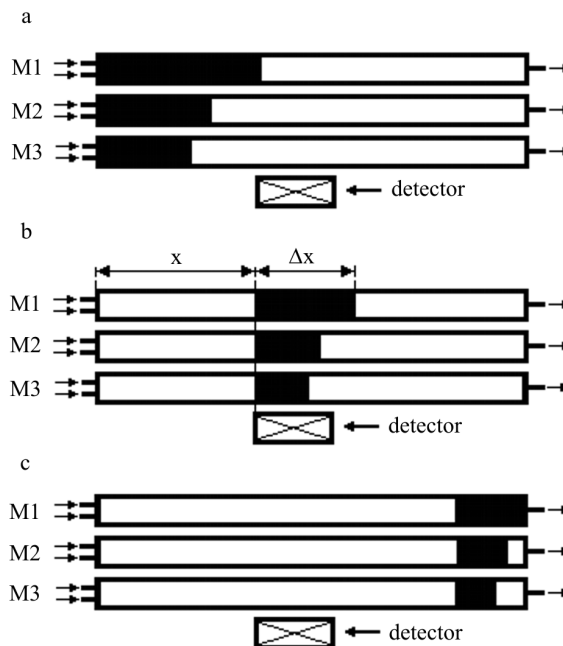 a
M1
M2
M3
detector
b
x Δx
M1
M2
M3
detector
c
M1
M2
M3
detector